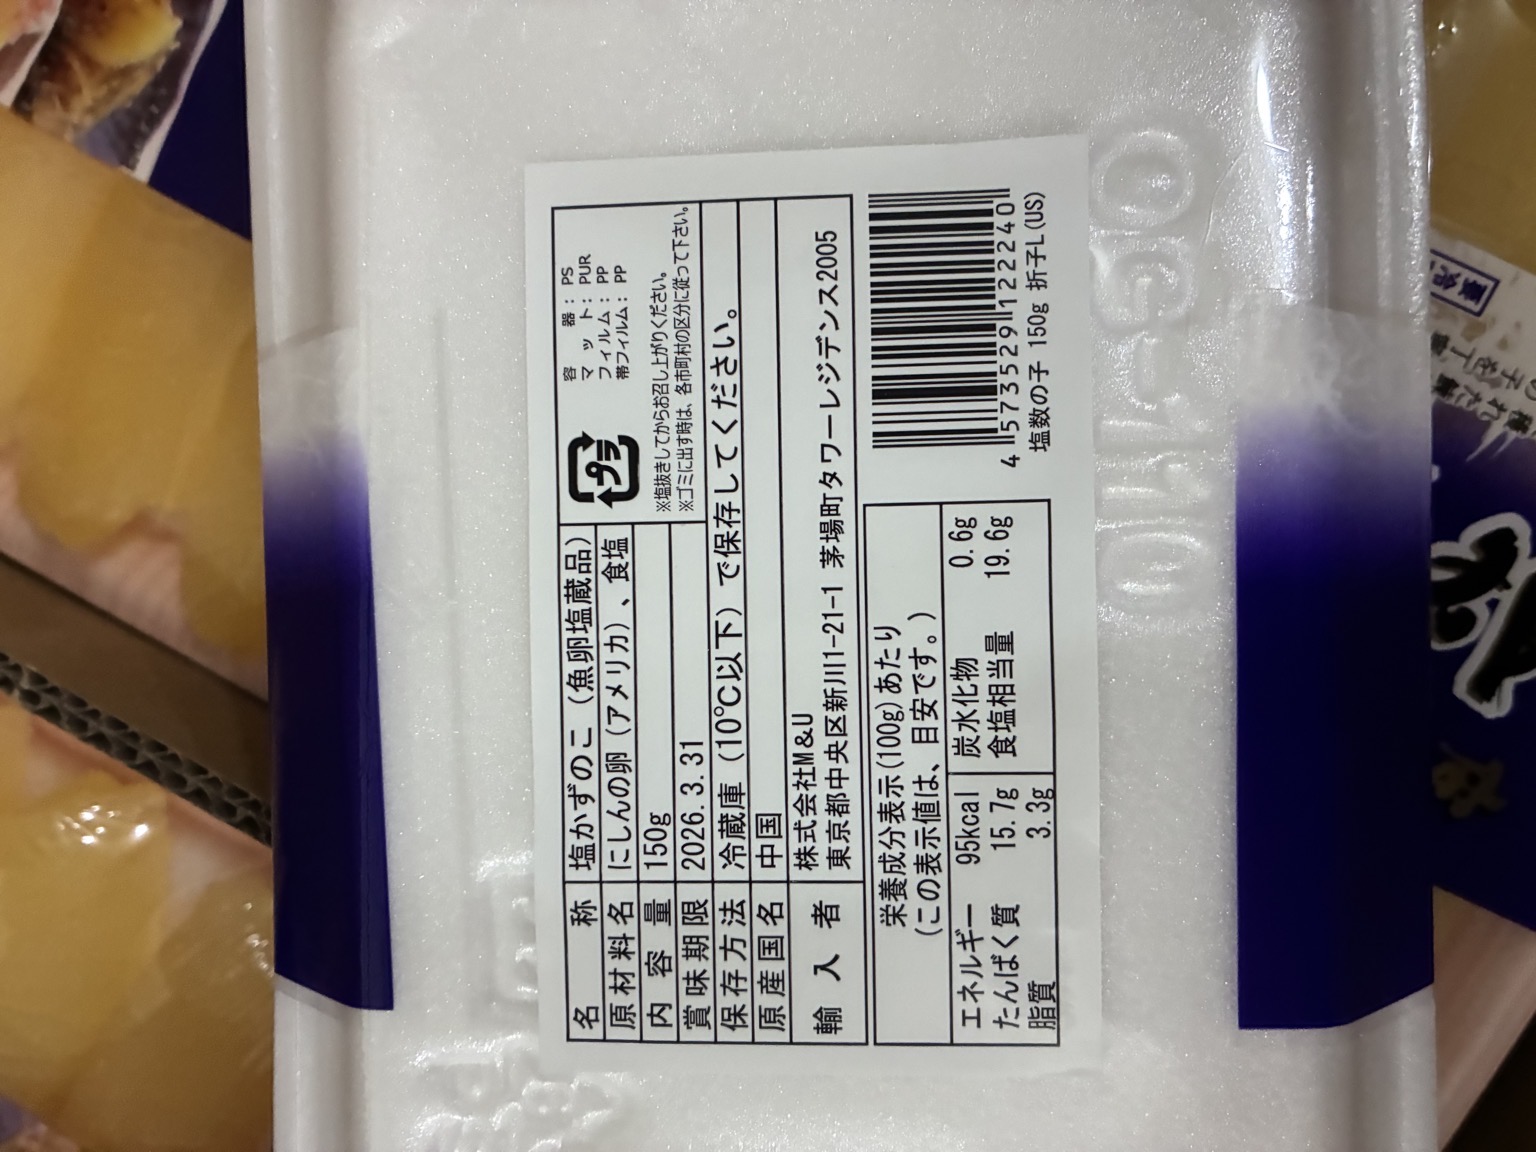 名称 塩かずのこ（魚卵塩蔵品）
原材料名 にしんの卵（アメリカ）、食塩
内容量 150g
賞味期限 2026.3.31
保存方法 冷蔵庫（10℃以下）で保存してください。
原産国名 中国
輸入者 株式会社M&U
東京都中央区新川1-21-1 茅場町タワーレジデンス2005
プラ
容器：PS
マット：PUR
フィルム：PP
帯フィルム：PP
※塩抜きしてからお召し上がりください。
※ゴミに出す時は、各市町村の区分に従って下さい。
栄養成分表示(100g)あたり
(この表示値は、目安です。)
エネルギー 95kcal 炭水化物 0.6g
たんぱく質 15.7g 食塩相当量 19.6g
脂質 3.3g
4 573529 122240
塩数の子 150g 折子L(US)